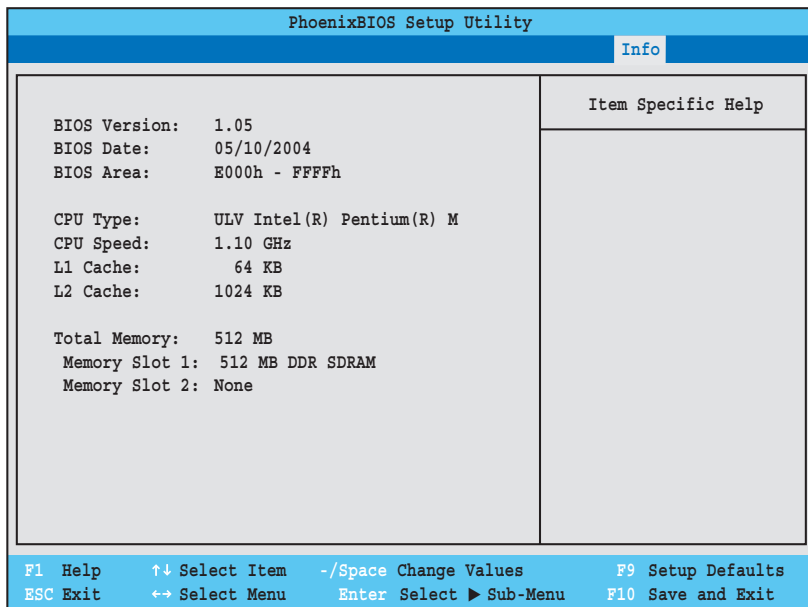 PhoenixBIOS Setup Utility
Info
Item Specific Help
BIOS Version: 1.05
BIOS Date: 05/10/2004
BIOS Area: E000h - FFFFh
CPU Type: ULV Intel(R) Pentium(R) M
CPU Speed: 1.10 GHz
L1 Cache: 64 KB
L2 Cache: 1024 KB
Total Memory: 512 MB
Memory Slot 1: 512 MB DDR SDRAM
Memory Slot 2: None
F1 Help ↑↓ Select Item -/Space Change Values F9 Setup Defaults
ESC Exit ←→ Select Menu Enter Select ▶ Sub-Menu F10 Save and Exit